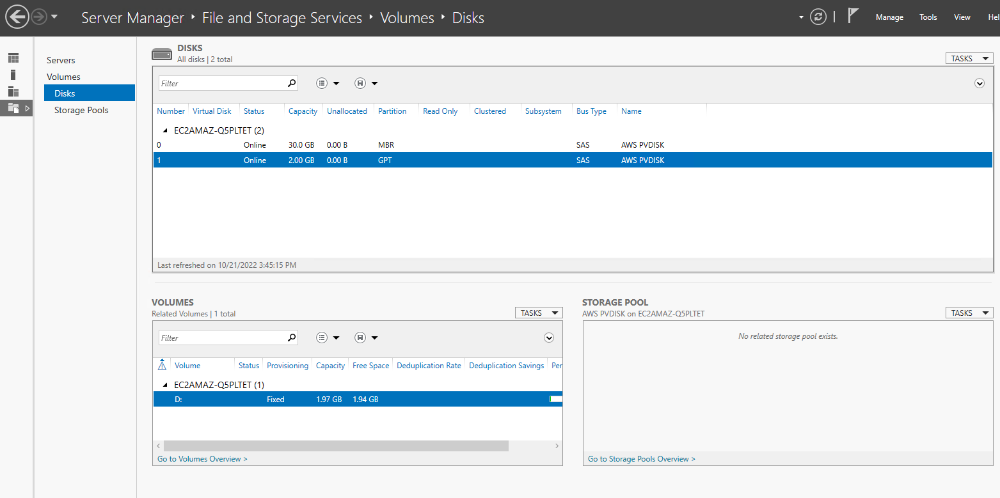 Server Manager ‣ File and Storage Services ‣ Volumes ‣ Disks
Manage Tools View Hel
Servers
Volumes
Disks
Storage Pools
DISKS
All disks | 2 total
TASKS
Filter
Number Virtual Disk Status Capacity Unallocated Partition Read Only Clustered Subsystem Bus Type Name
EC2AMAZ-Q5PLTET (2)
0 Online 30.0 GB 0.00 B MBR SAS AWS PVDISK
1 Online 2.00 GB 0.00 B GPT SAS AWS PVDISK
Last refreshed on 10/21/2022 3:45:15 PM
VOLUMES
Related Volumes | 1 total
TASKS
Filter
Volume Status Provisioning Capacity Free Space Deduplication Rate Deduplication Savings Per
EC2AMAZ-Q5PLTET (1)
D: Fixed 1.97 GB 1.94 GB
Go to Volumes Overview >
STORAGE POOL
AWS PVDISK on EC2AMAZ-Q5PLTET
TASKS
No related storage pool exists.
Go to Storage Pools Overview >